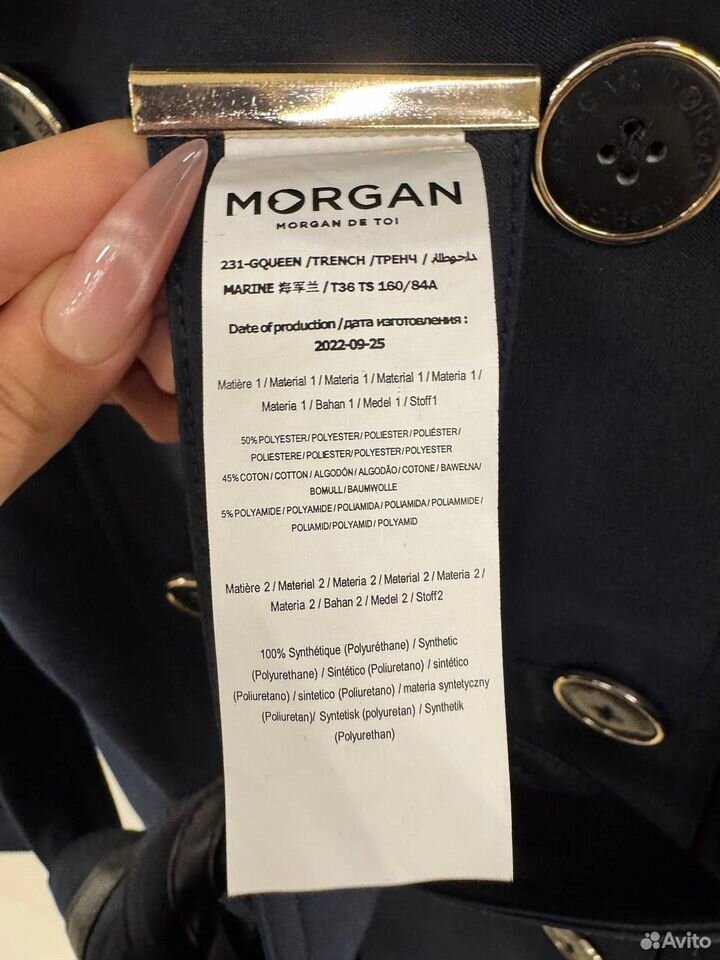 MORGAN
MORGAN DE TOI
231-GQUEEN /TRENCH /ТРЕНЧ /
MARINE 海军兰 / T36 TS 160/84A
Date of production /дата изготовления :
2022-09-25
Matière 1 / Material 1 / Materia 1 / Material 1 / Materia 1 /
Materia 1 / Bahan 1 / Medel 1 / Stoff1
50% POLYESTER / POLYESTER / POLIESTER / POLIÉSTER /
POLIESTERE / POLIESTER/POLYESTER / POLYESTER
45% COTON / COTTON / ALGODÓN / ALGODÃO / COTONE / BAWEŁNA/
BOMULL / BAUMWOLLE
5% POLYAMIDE / POLYAMIDE / POLIAMIDA / POLIAMIDA / POLIAMMIDE /
POLIAMID/ POLYAMID / POLYAMID
Matière 2 / Material 2 / Materia 2 / Material 2 / Materia 2 /
Materia 2 / Bahan 2 / Medel 2 / Stoff2
100% Synthétique (Polyuréthane) / Synthetic
(Polyurethane) / Sintético (Poliuretano) / sintético
(Poliuretano) / sintetico (Poliuretano) / materia syntetyczny
(Poliuretan)/ Syntetisk (polyuretan) / Synthetik
(Polyurethan)
MORGAN
Avito